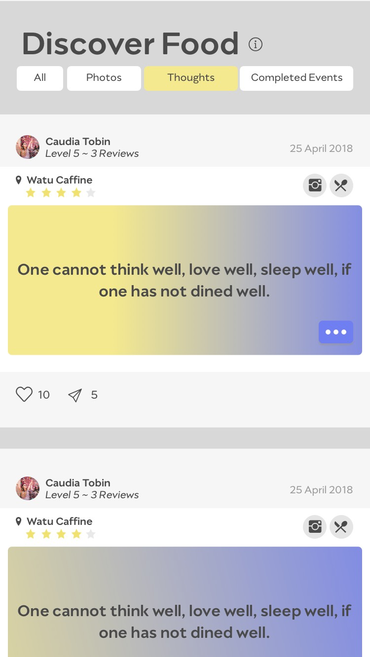 Discover Food
All Photos Thoughts Completed Events
Caudia Tobin
Level 5 ~ 3 Reviews
25 April 2018
Watu Caffine
One cannot think well, love well, sleep well, if
one has not dined well.
10 5
Caudia Tobin
Level 5 ~ 3 Reviews
25 April 2018
Watu Caffine
One cannot think well, love well, sleep well, if
one has not dined well.